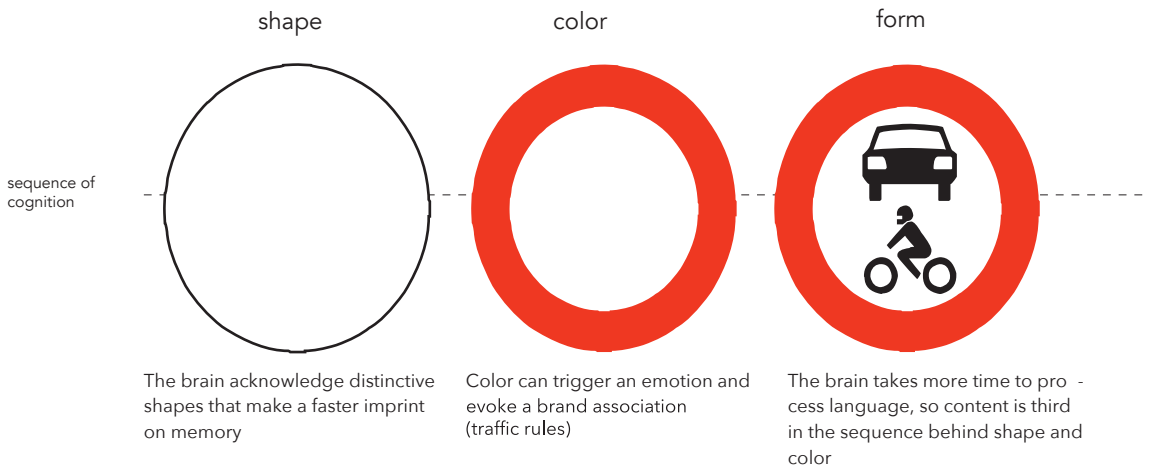 shape
color
form
sequence of
cognition
The brain acknowledge distinctive
shapes that make a faster imprint
on memory
Color can trigger an emotion and
evoke a brand association
(traffic rules)
The brain takes more time to pro -
cess language, so content is third
in the sequence behind shape and
color